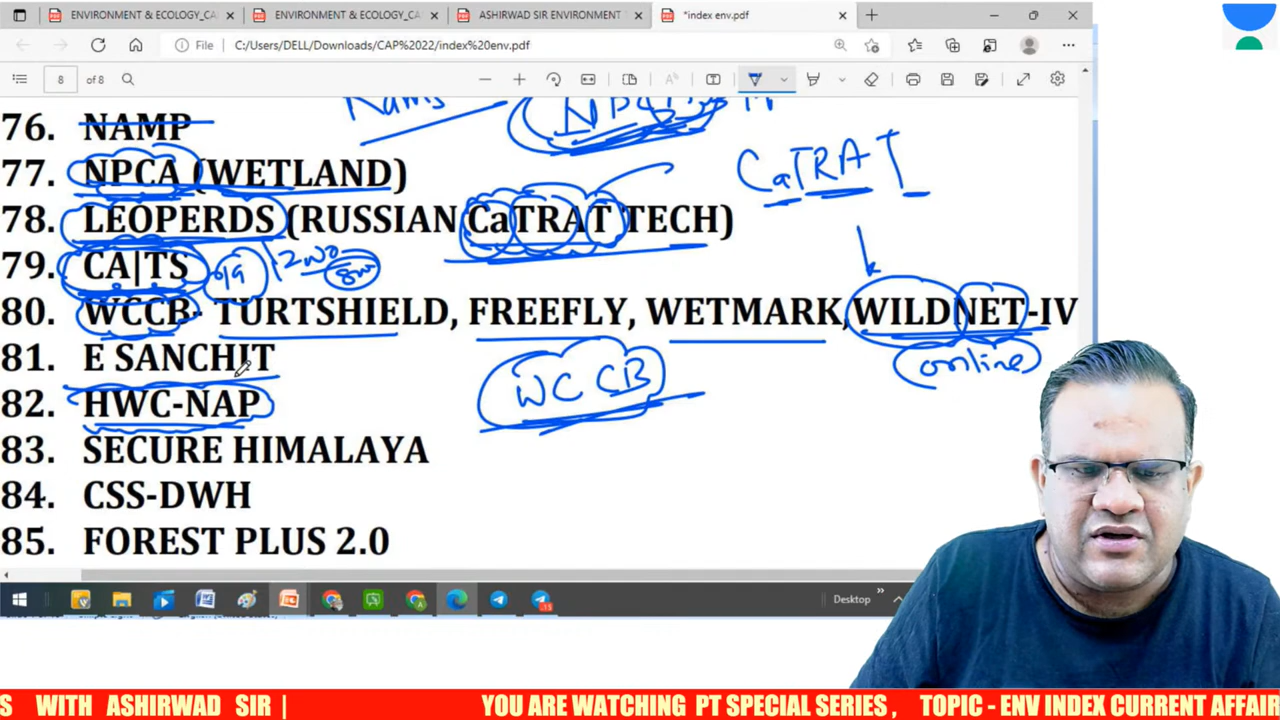 ENVIRONMENT & ECOLOGY_CA
ENVIRONMENT & ECOLOGY_CA
ASHIRWAD SIR ENVIRONMENT
*index env.pdf
File
C:/Users/DELL/Downloads/CAP%2022/index%20env.pdf
8 of 8
76. NAMP
77. NPCA (WETLAND)
CaTRAT
78. LEOPERDS (RUSSIAN CaTRAT TECH)
79. CA|TS
80. WCCB- TURTSHIELD, FREEFLY, WETMARK, WILDNET-IV
online
81. E SANCHIT
WCCB
82. HWC-NAP
83. SECURE HIMALAYA
84. CSS-DWH
85. FOREST PLUS 2.0
Desktop
S WITH ASHIRWAD SIR | YOU ARE WATCHING PT SPECIAL SERIES , TOPIC - ENV INDEX CURRENT AFFAI